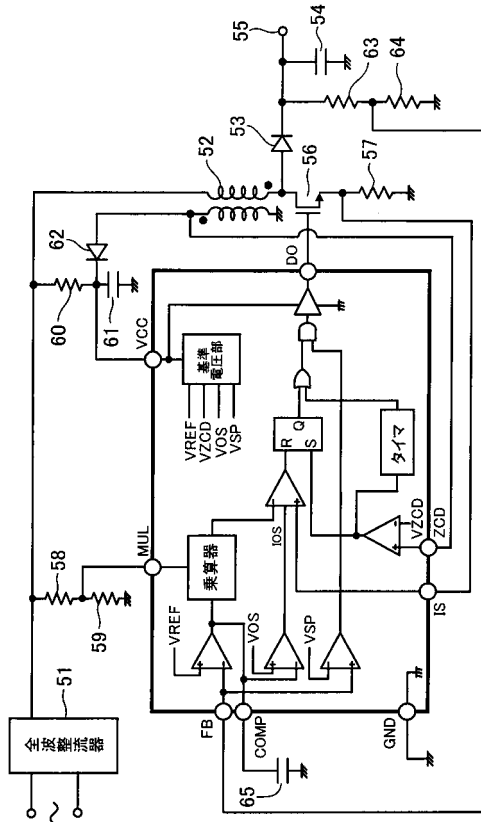 51
全波整流器
58
59
60
61
62
52
53
55
54
63
64
56
57
MUL
VCC
DO
基準
電圧部
VREF
VZCD
VOS
VSP
乗算器
VREF
IOS
R
Q
S
VOS
VSP
タイマ
VZCD
ZCD
IS
FB
COMP
GND
65